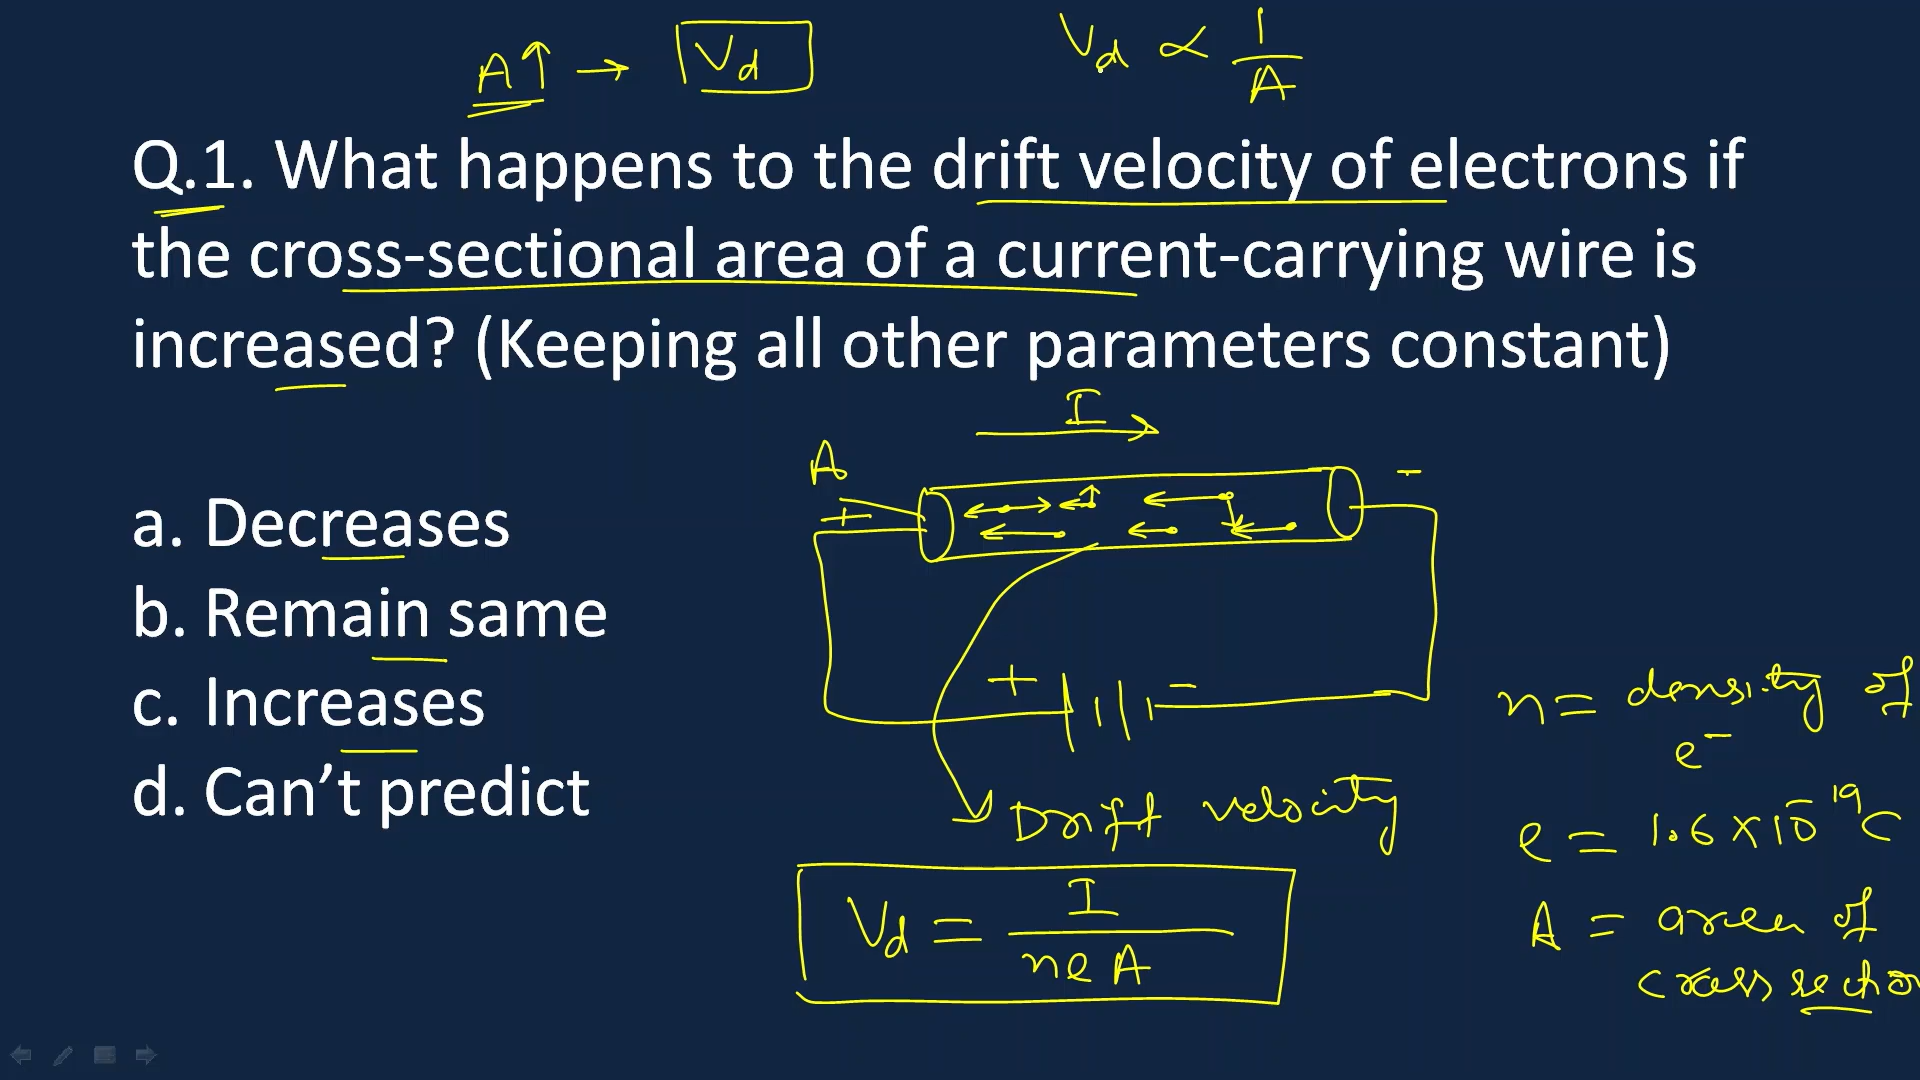 A↑ → Vd
Vd ∝ 1/A
Q.1. What happens to the drift velocity of electrons if
the cross-sectional area of a current-carrying wire is
increased? (Keeping all other parameters constant)
a. Decreases
b. Remain same
c. Increases
d. Can’t predict
I
A
+
-
+
-
Drift velocity
Vd = I/neA
n = density of
e⁻
e = 1.6 × 10⁻¹⁹ C
A = area of
cross sectio